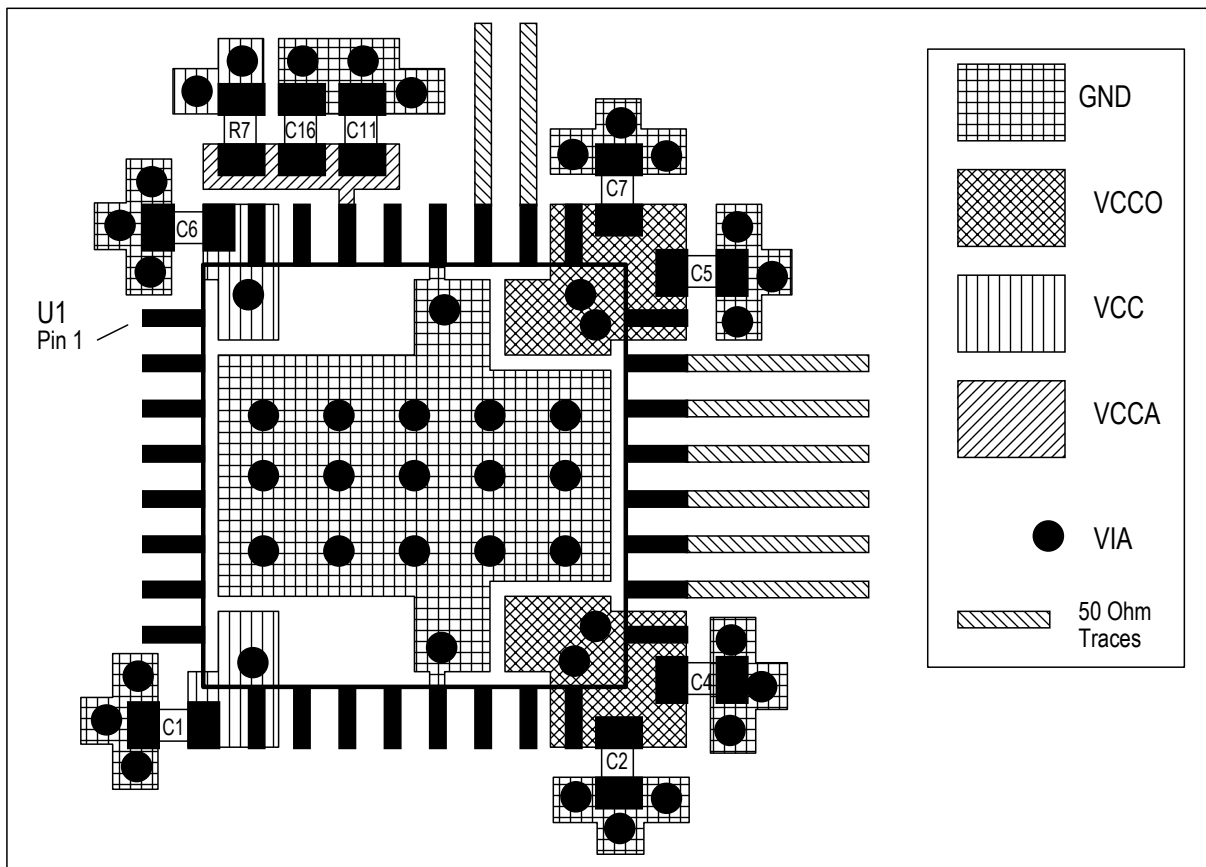 R7
C16
C11
C7
C6
C5
U1
Pin 1
C1
C4
C2
GND
VCCO
VCC
VCCA
VIA
50 Ohm
Traces